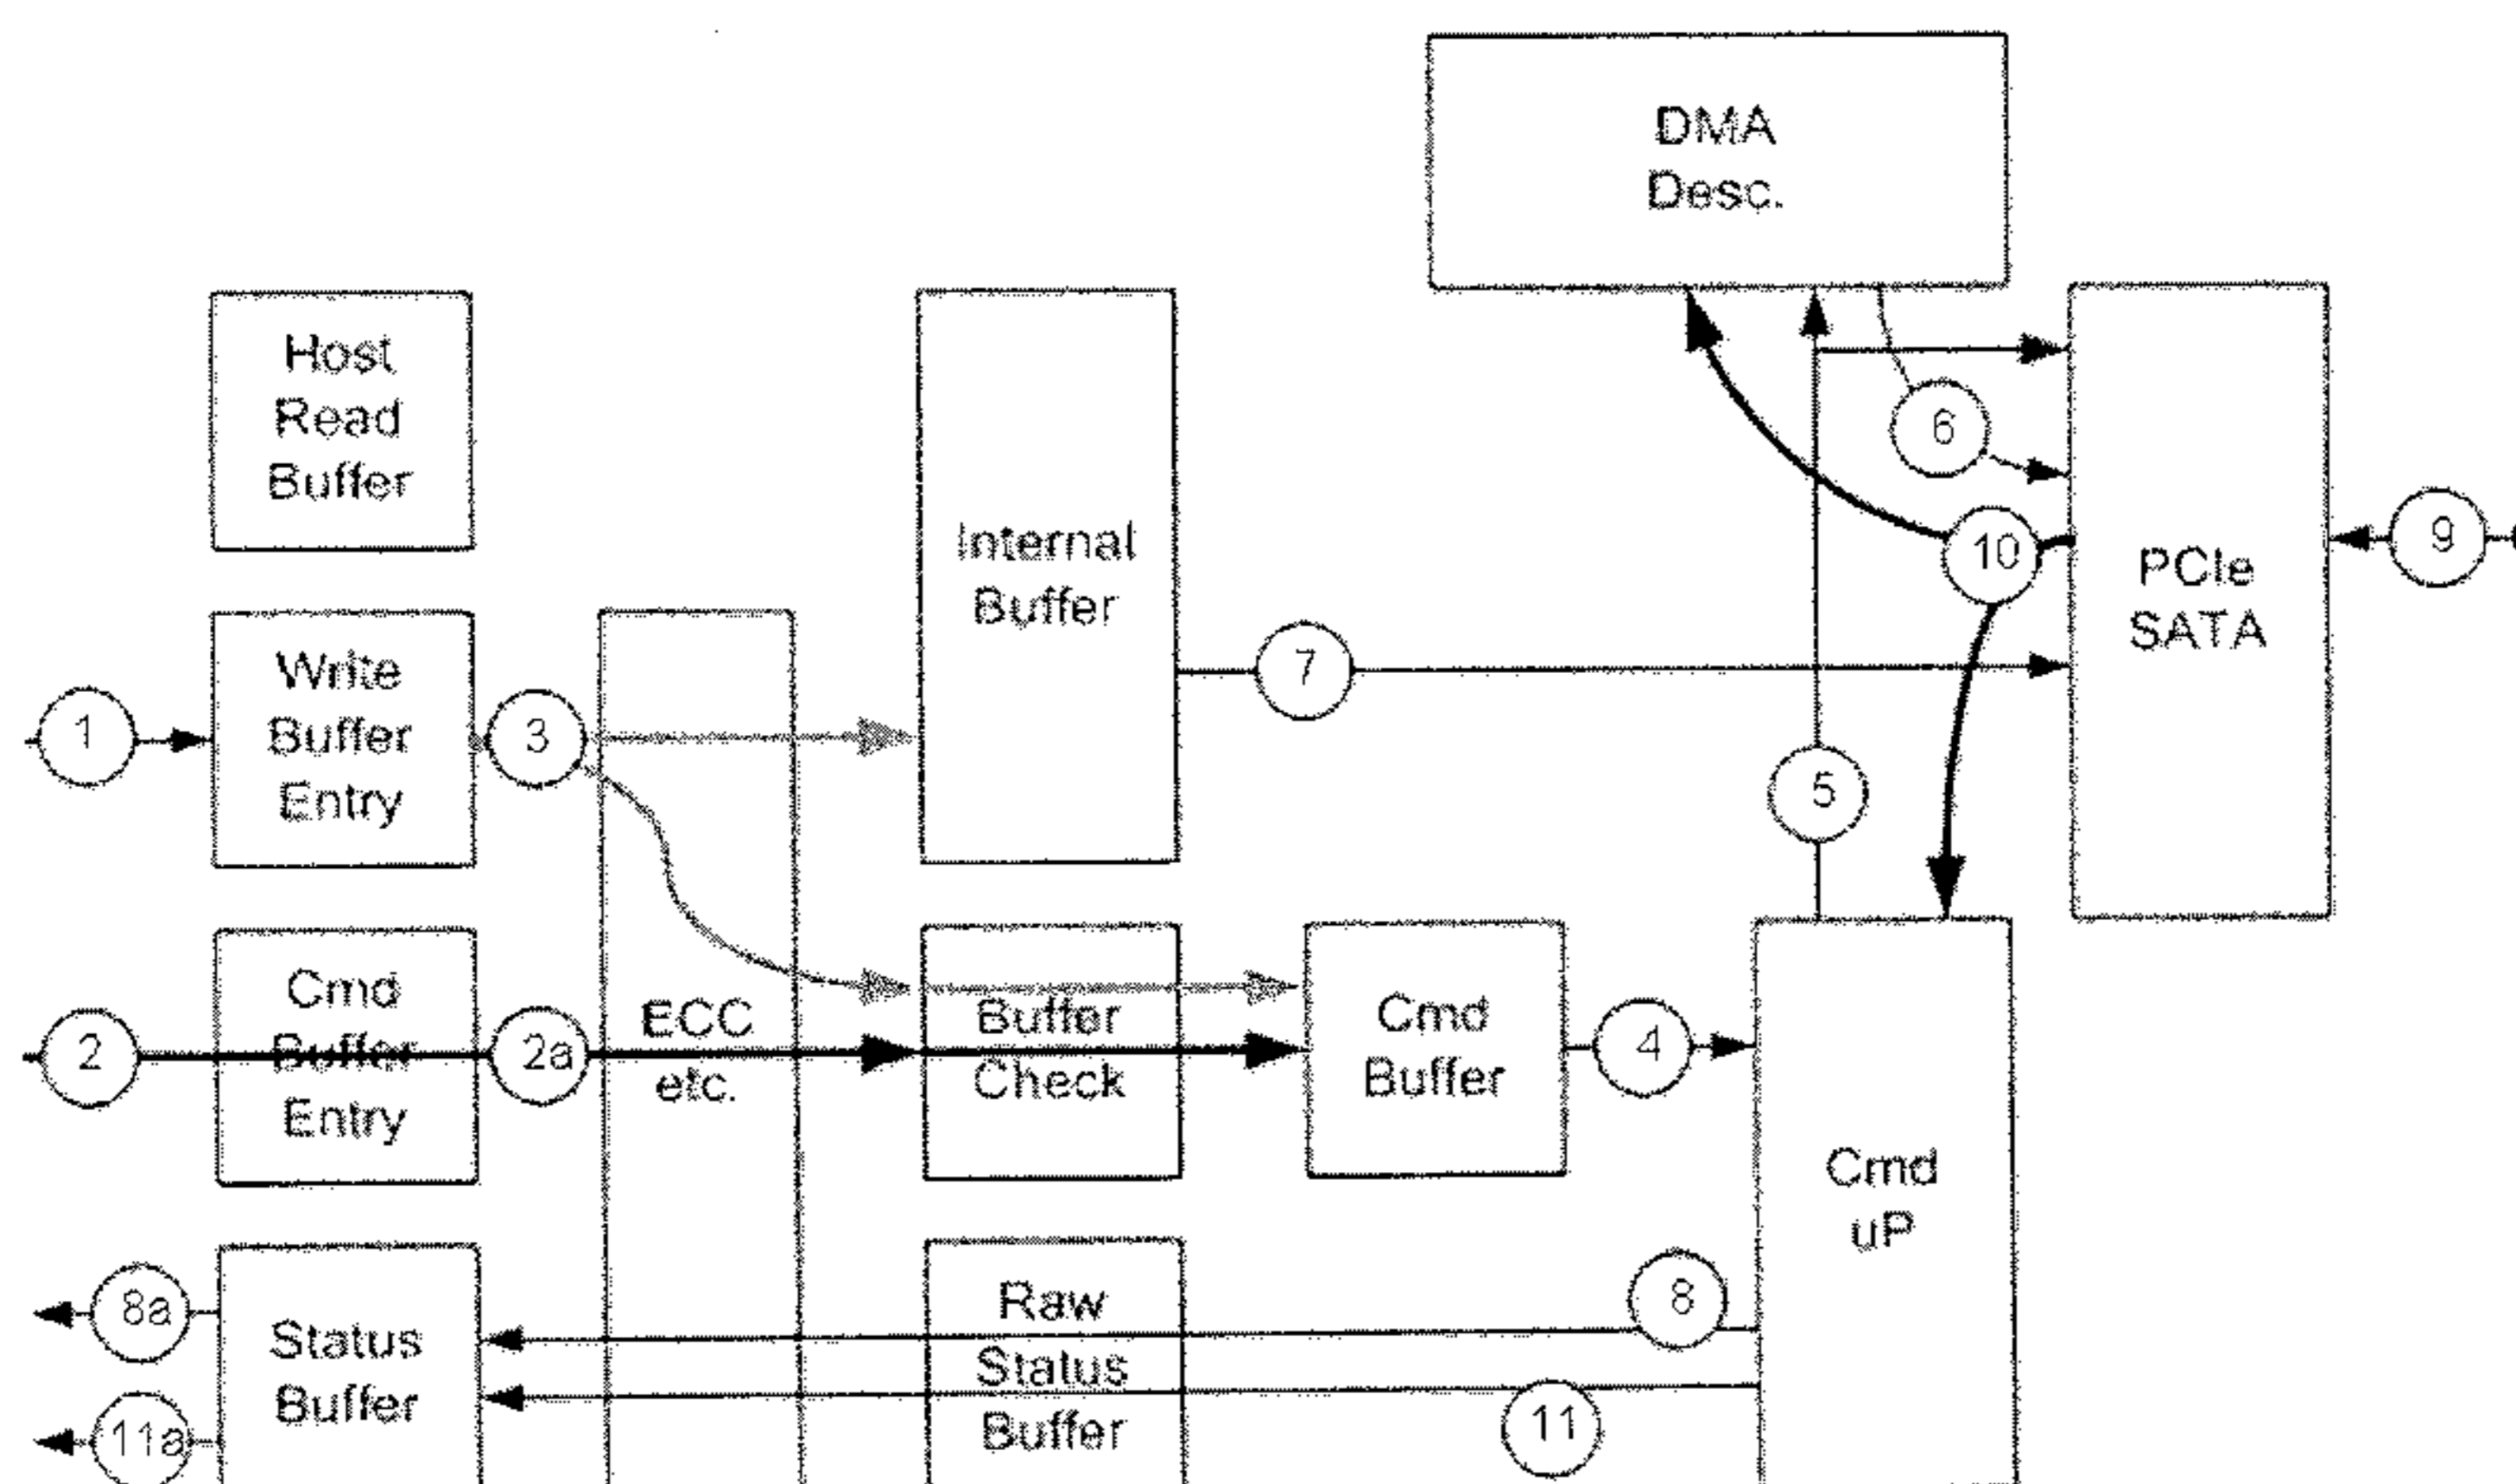 DMA
Desc.
Host
Read
Buffer
Internal
Buffer
6
9
10
PCIe
SATA
Write
Buffer
Entry
1
3
7
5
Cmd
Buffer
Entry
2
2a
ECC
etc.
Buffer
Check
Cmd
Buffer
4
Cmd
uP
8a
11a
Status
Buffer
Raw
Status
Buffer
8
11